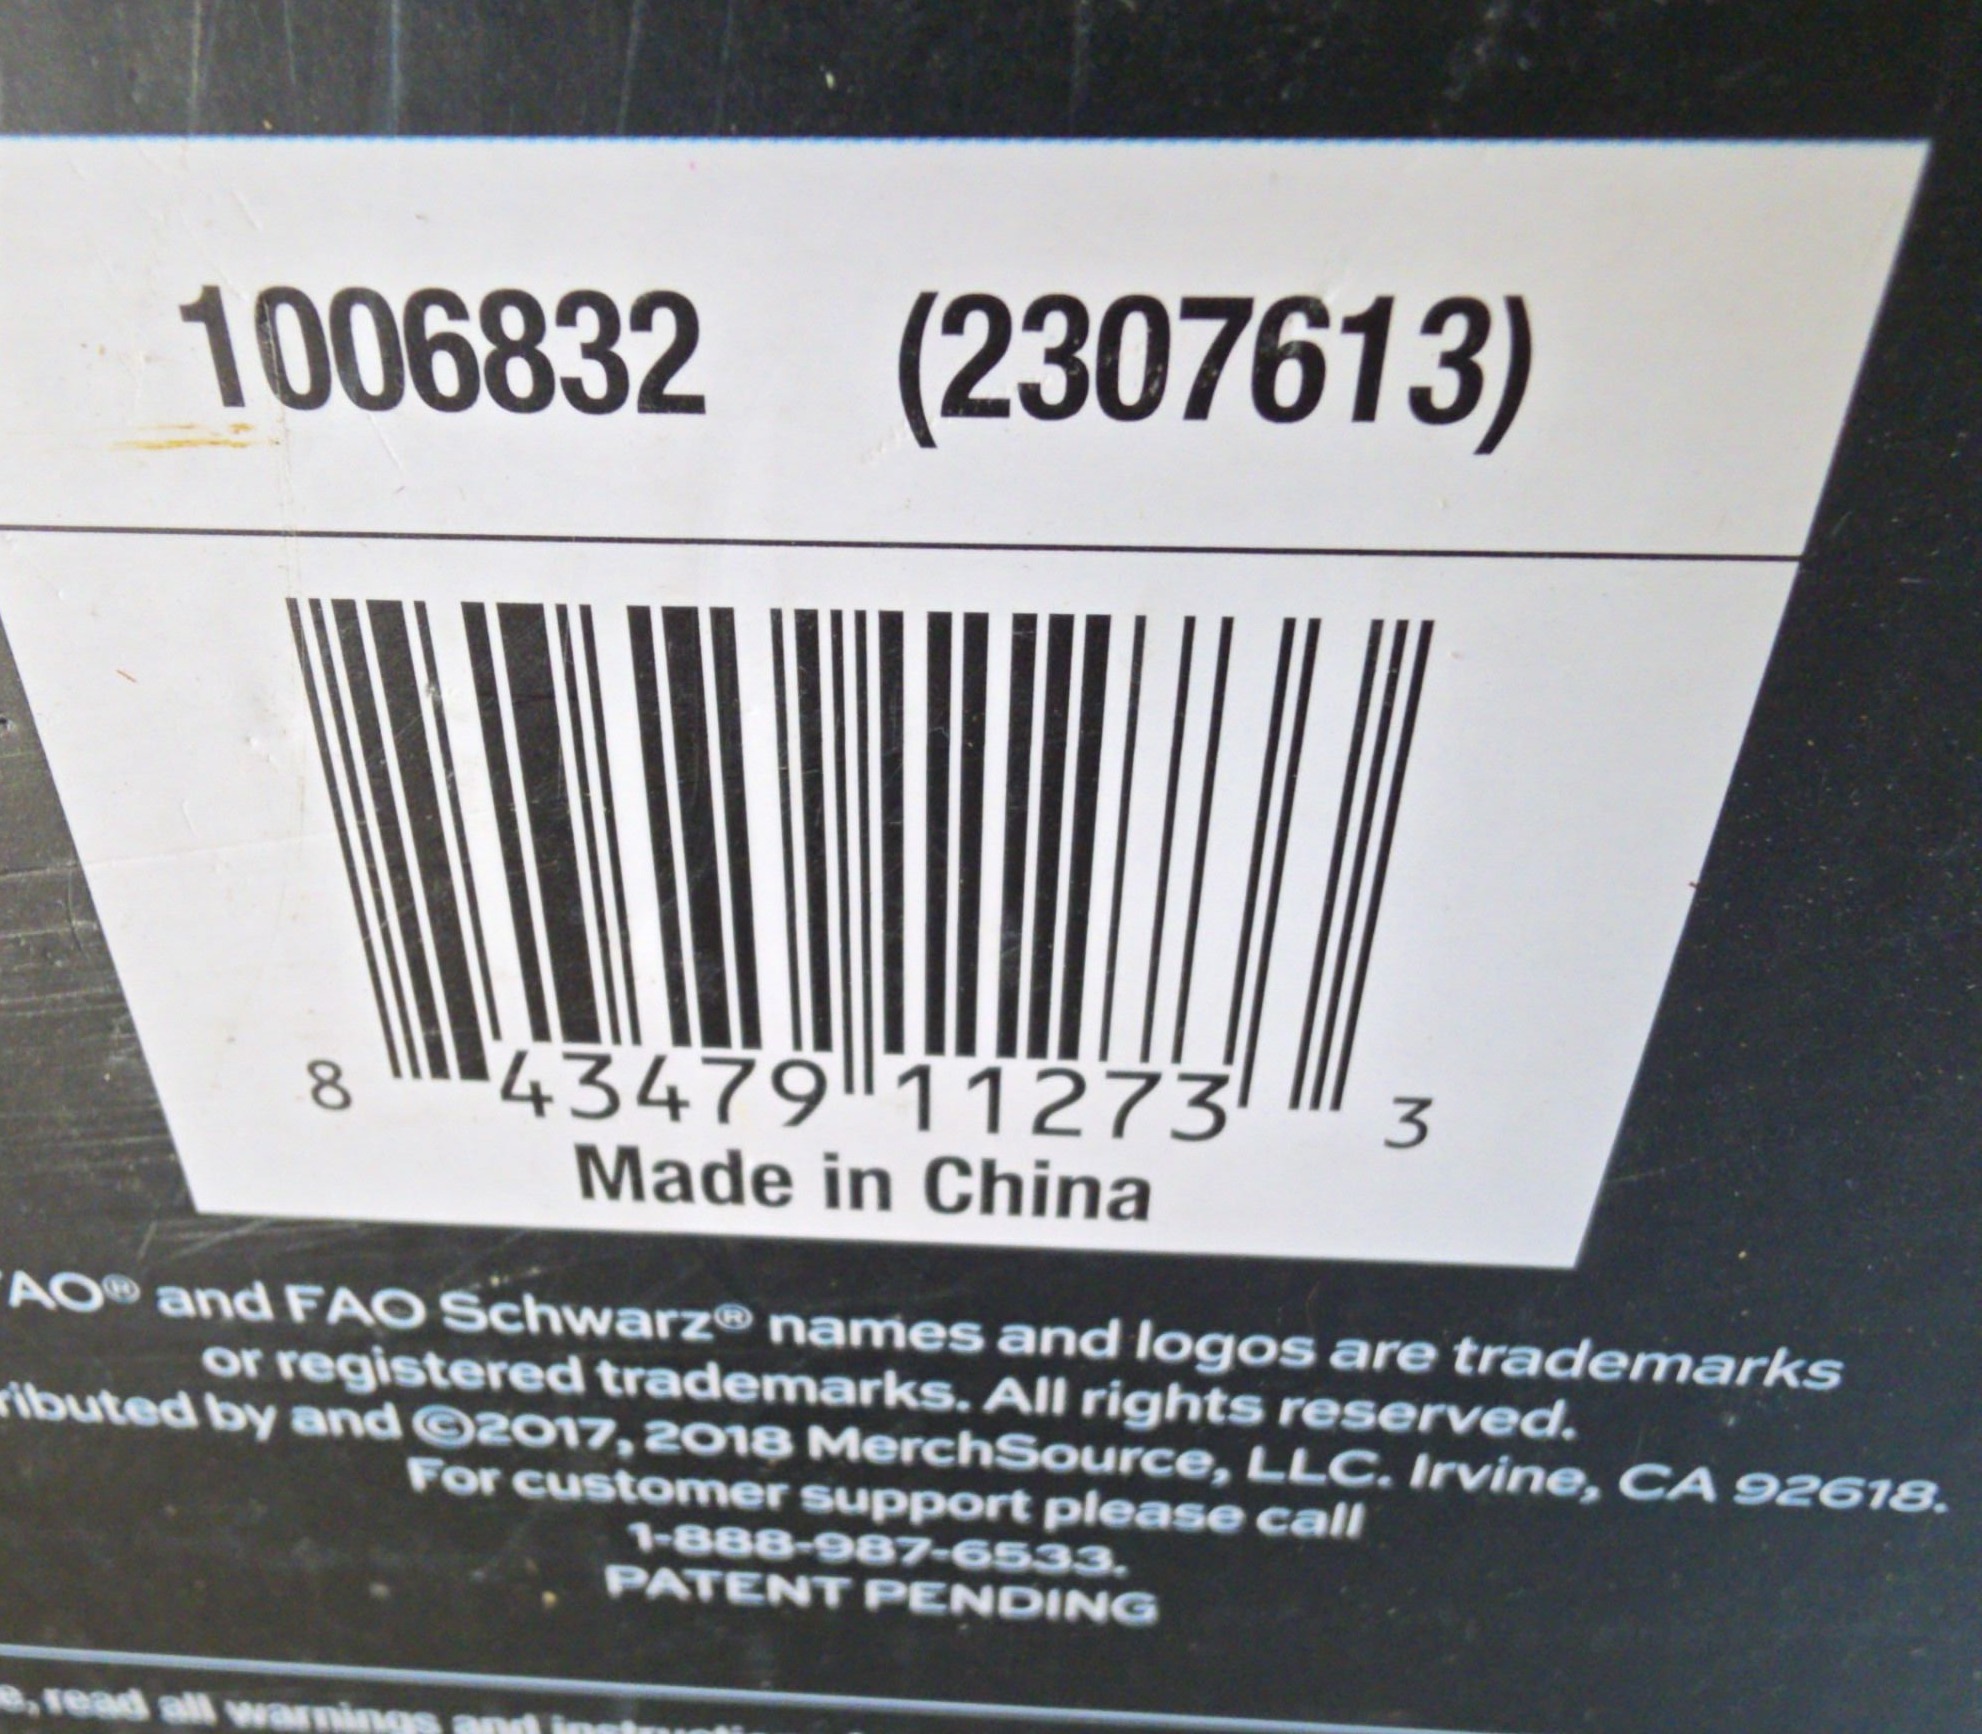 1006832 (2307613)
8 43479 11273 3
Made in China
FAO® and FAO Schwarz® names and logos are trademarks
or registered trademarks. All rights reserved.
by and ©2017, 2018 MerchSource, LLC. Irvine, CA 92618.
For customer support please call
1-888-987-6533.
PATENT PENDING
read all warnings and